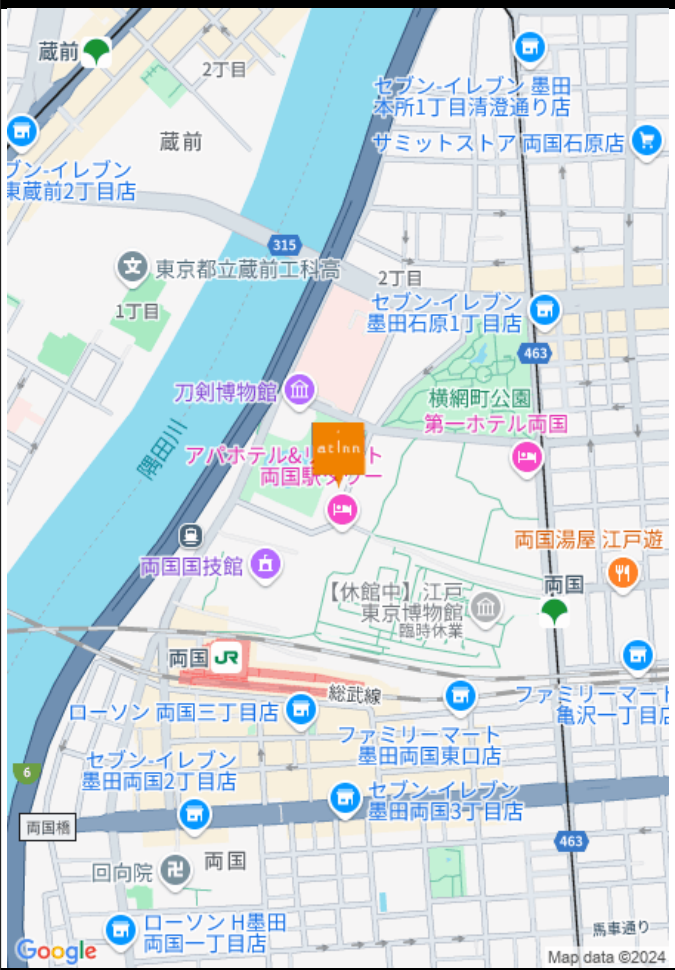 蔵前
2丁目
セブン-イレブン 墨田
本所1丁目清澄通り店
蔵前
サミットストア 両国石原店
ブン-イレブン
東蔵前2丁目店
315
東京都立蔵前工科高
2丁目
1丁目
セブン-イレブン
墨田石原1丁目店
463
刀剣博物館
横網町公園
第一ホテル両国
隅田川
atInn
アパホテル&リ
ト
両国駅タワー
両国国技館
両国湯屋 江戸遊
【休館中】江戸
東京博物館
臨時休業
両国
両国
JR
総武線
ローソン 両国三丁目店
ファミリーマート
墨田両国東口店
ファミリーマート
亀沢一丁目店
セブン-イレブン
墨田両国2丁目店
6
セブン-イレブン
墨田両国3丁目店
両国橋
463
回向院
両国
ローソン H墨田
両国一丁目店
馬車通り
Google
Map data ©2024